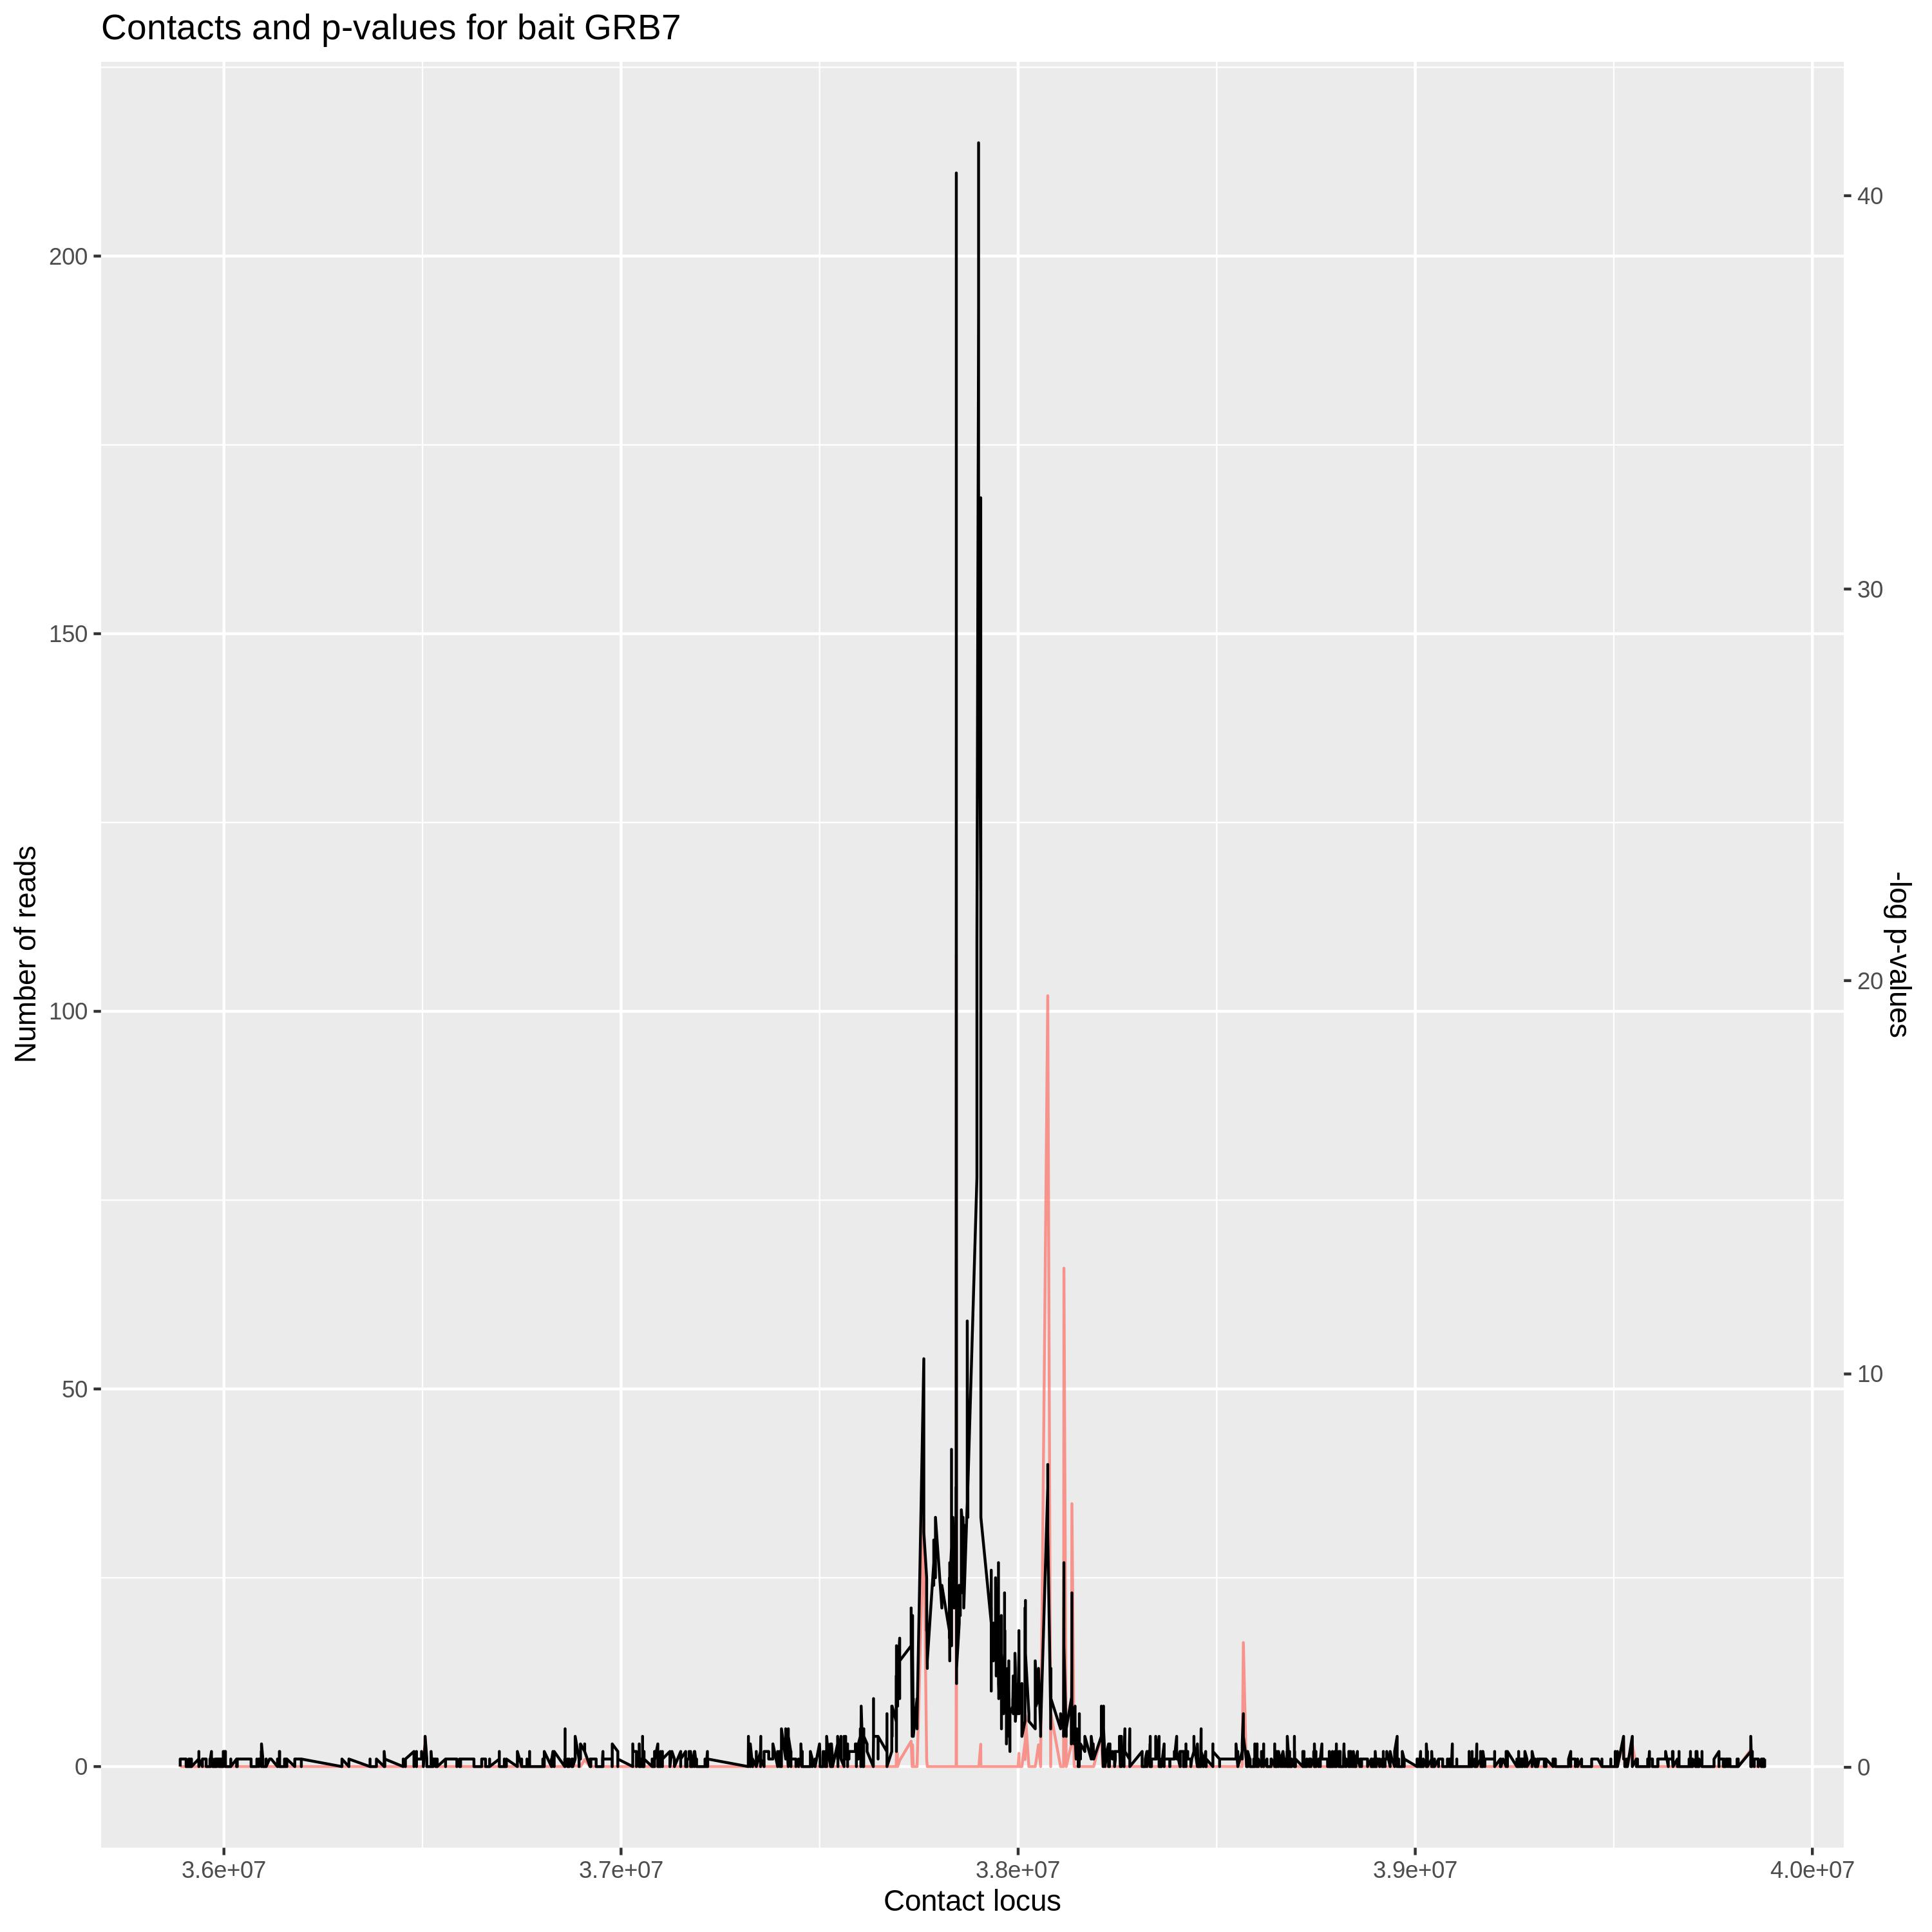 Contacts and p-values for bait GRB7
200
150
100
50
0
Number of reads
40
30
20
10
0
-log p-values
3.6e+07 3.7e+07 3.8e+07 3.9e+07 4.0e+07
Contact locus